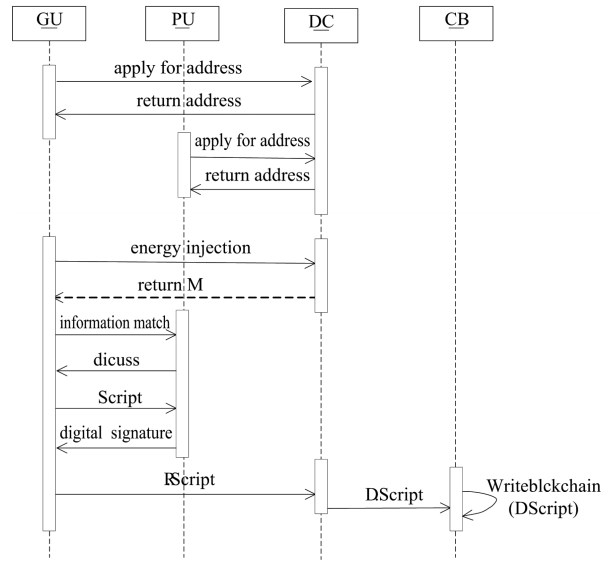 GU PU DC CB
apply for address
return address
apply for address
return address
energy injection
return M
information match
dicuss
Script
digital signature
RScript
DScript
Writeblckchain
(DScript)